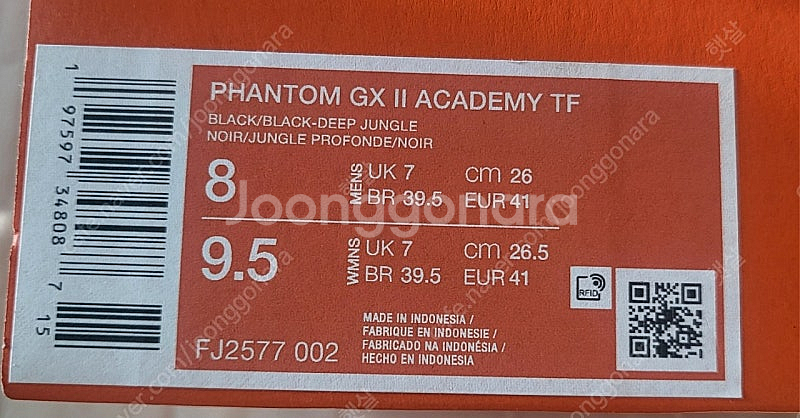 PHANTOM GX II ACADEMY TF
BLACK/BLACK-DEEP JUNGLE
NOIR/JUNGLE PROFONDE/NOIR
8 MENS UK 7 cm 26
BR 39.5 EUR 41
9.5 WMNS UK 7 cm 26.5
BR 39.5 EUR 41
RFID
MADE IN INDONESIA /
FABRIQUE EN INDONESIE /
FABRICADO NA INDONÉSIA /
HECHO EN INDONESIA
FJ2577 002
1 97597 34808 7 15
Joonggonara